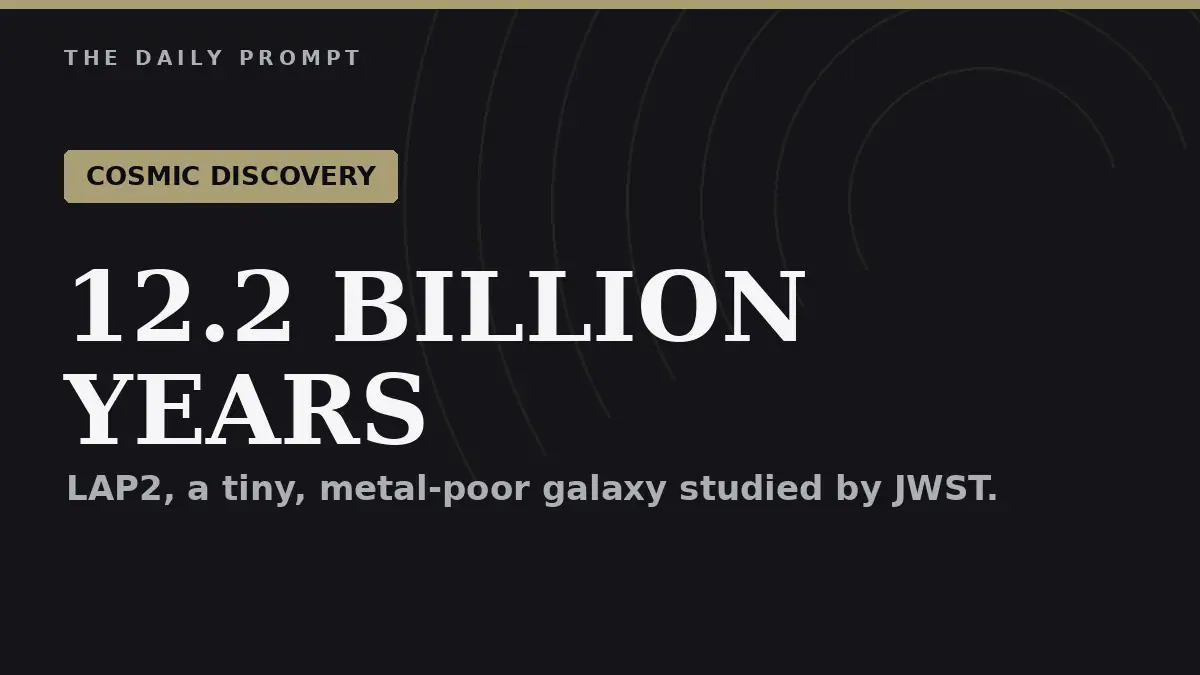 THE DAILY PROMPT
COSMIC DISCOVERY
12.2 BILLION
YEARS
LAP2, a tiny, metal-poor galaxy studied by JWST.